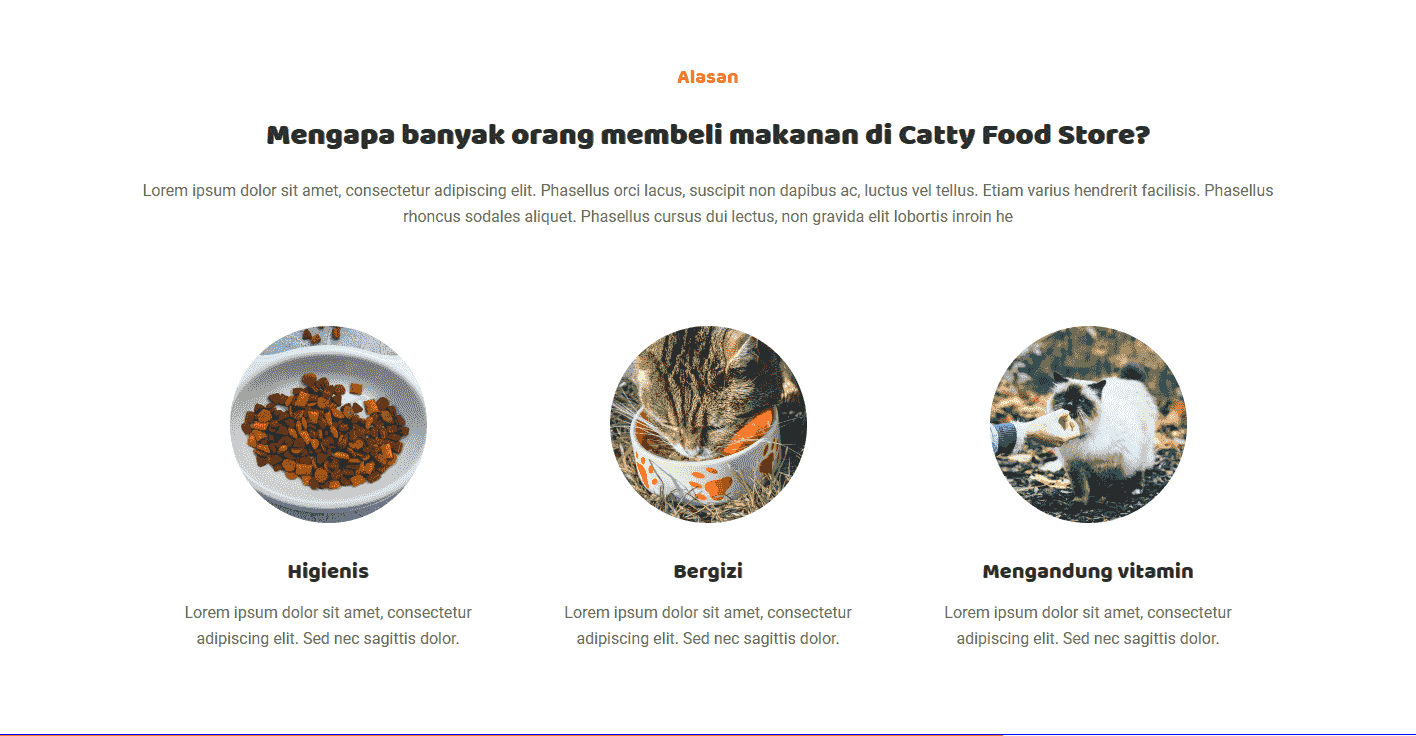 Alasan
Mengapa banyak orang membeli makanan di Catty Food Store?
Lorem ipsum dolor sit amet, consectetur adipiscing elit. Phasellus orci lacus, suscipit non dapibus ac, luctus vel tellus. Etiam varius hendrerit facilisis. Phasellus
rhoncus sodales aliquet. Phasellus cursus dui lectus, non gravida elit lobortis inroin he
Higienis
Lorem ipsum dolor sit amet, consectetur
adipiscing elit. Sed nec sagittis dolor.
Bergizi
Lorem ipsum dolor sit amet, consectetur
adipiscing elit. Sed nec sagittis dolor.
Mengandung vitamin
Lorem ipsum dolor sit amet, consectetur
adipiscing elit. Sed nec sagittis dolor.